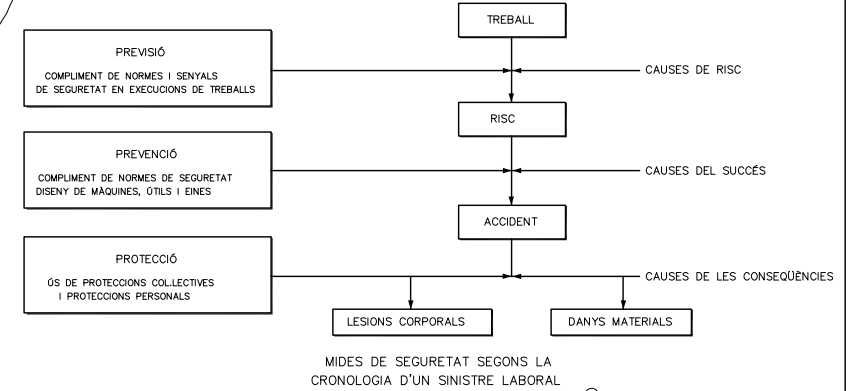 TREBALL
PREVISIÓ
COMPLIMENT DE NORMES I SENYALS
DE SEGURETAT EN EXECUCIONS DE TREBALLS
CAUSES DE RISC
RISC
PREVENCIÓ
COMPLIMENT DE NORMES DE SEGURETAT
DISENY DE MÀQUINES, ÚTILS I EINES
CAUSES DEL SUCCÉS
ACCIDENT
PROTECCIÓ
ÚS DE PROTECCIONS COL.LECTIVES
I PROTECCIONS PERSONALS
CAUSES DE LES CONSEQÜÈNCIES
LESIONS CORPORALS
DANYS MATERIALS
MIDES DE SEGURETAT SEGONS LA
CRONOLOGIA D'UN SINISTRE LABORAL